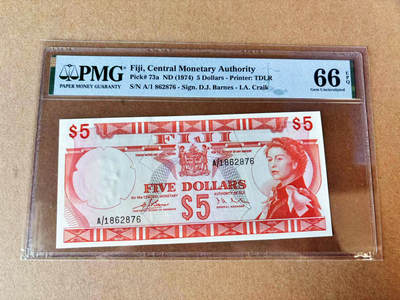 PMG
PAPER MONEY GUARANTY
Fiji, Central Monetary Authority
Pick# 73a ND (1974) 5 Dollars - Printer: TDLR
S/N A/1 862876 - Sign. D.J. Barnes - I.A. Craik
66 EPQ
Gem Uncirculated
$5 FIJI $5
A/1862876
FIVE DOLLARS
A/1862876 $5